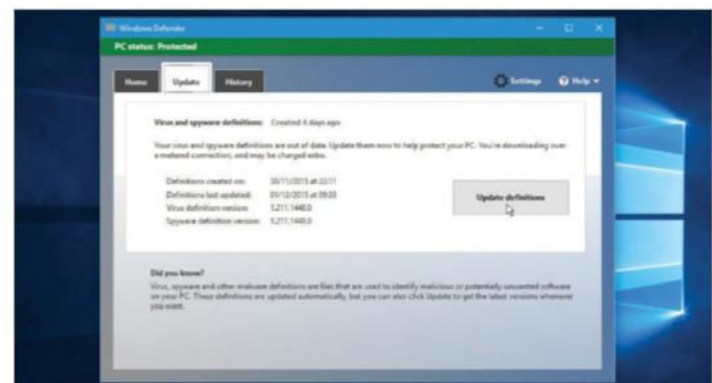 Windows Defender
PC status: Protected
Home Update History Settings Help
Virus and spyware definitions: Created 4 days ago
Your virus and spyware definitions are out of date. Update them now to help protect your PC. You're downloading over
a metered connection, and may be charged extra.
Definitions created on: 30/11/2015 at 22:11
Definitions last updated: 01/12/2015 at 09:03
Virus definition version: 1.211.1448.0
Spyware definition version: 1.211.1448.0
Update definitions
Did you know?
Virus, spyware and other malware definitions are files that are used to identify malicious or potentially unwanted software
on your PC. These definitions are updated automatically, but you can also click Update to get the latest versions whenever
you want.